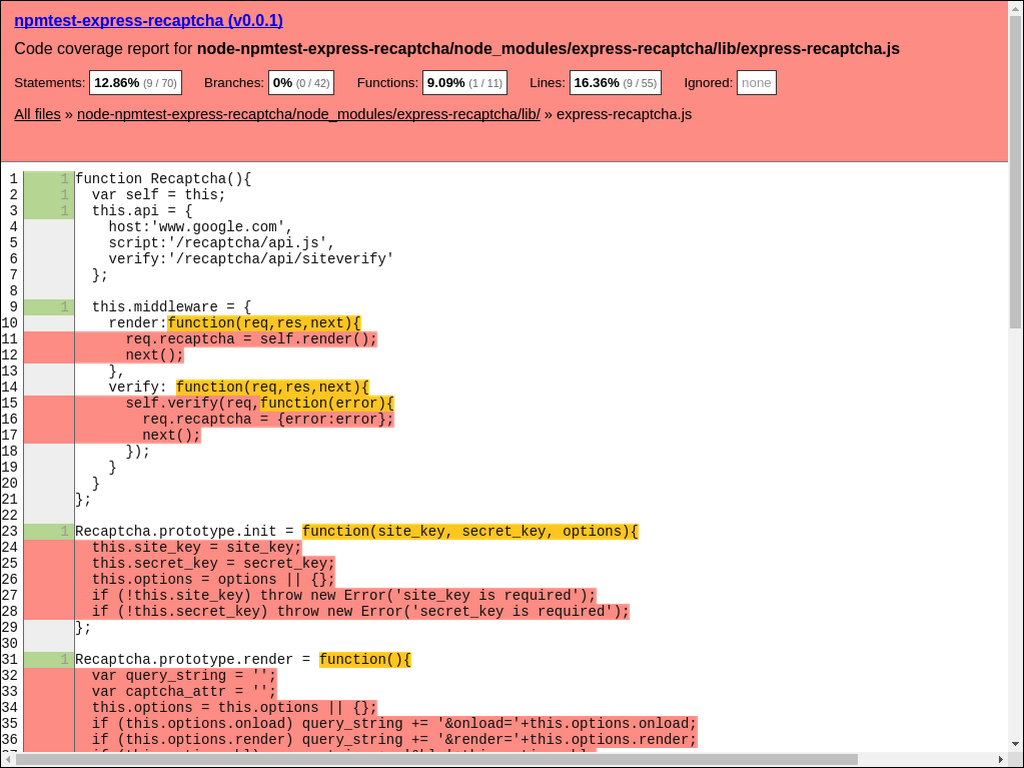 npmtest-express-recaptcha (v0.0.1)
Code coverage report for node-npmtest-express-recaptcha/node_modules/express-recaptcha/lib/express-recaptcha.js
Statements: 12.86% (9 / 70) Branches: 0% (0 / 42) Functions: 9.09% (1 / 11) Lines: 16.36% (9 / 55) Ignored: none
All files » node-npmtest-express-recaptcha/node_modules/express-recaptcha/lib/ » express-recaptcha.js
1 1 function Recaptcha(){
2 1 var self = this;
3 1 this.api = {
4 host:'www.google.com',
5 script:'/recaptcha/api.js',
6 verify:'/recaptcha/api/siteverify'
7 };
8
9 1 this.middleware = {
10 render:function(req,res,next){
11 req.recaptcha = self.render();
12 next();
13 },
14 verify: function(req,res,next){
15 self.verify(req,function(error){
16 req.recaptcha = {error:error};
17 next();
18 });
19 }
20 }
21 };
22
23 1 Recaptcha.prototype.init = function(site_key, secret_key, options){
24 this.site_key = site_key;
25 this.secret_key = secret_key;
26 this.options = options || {};
27 if (!this.site_key) throw new Error('site_key is required');
28 if (!this.secret_key) throw new Error('secret_key is required');
29 };
30
31 1 Recaptcha.prototype.render = function(){
32 var query_string = '';
33 var captcha_attr = '';
34 this.options = this.options || {};
35 if (this.options.onload) query_string += '&onload='+this.options.onload;
36 if (this.options.render) query_string += '&render='+this.options.render;